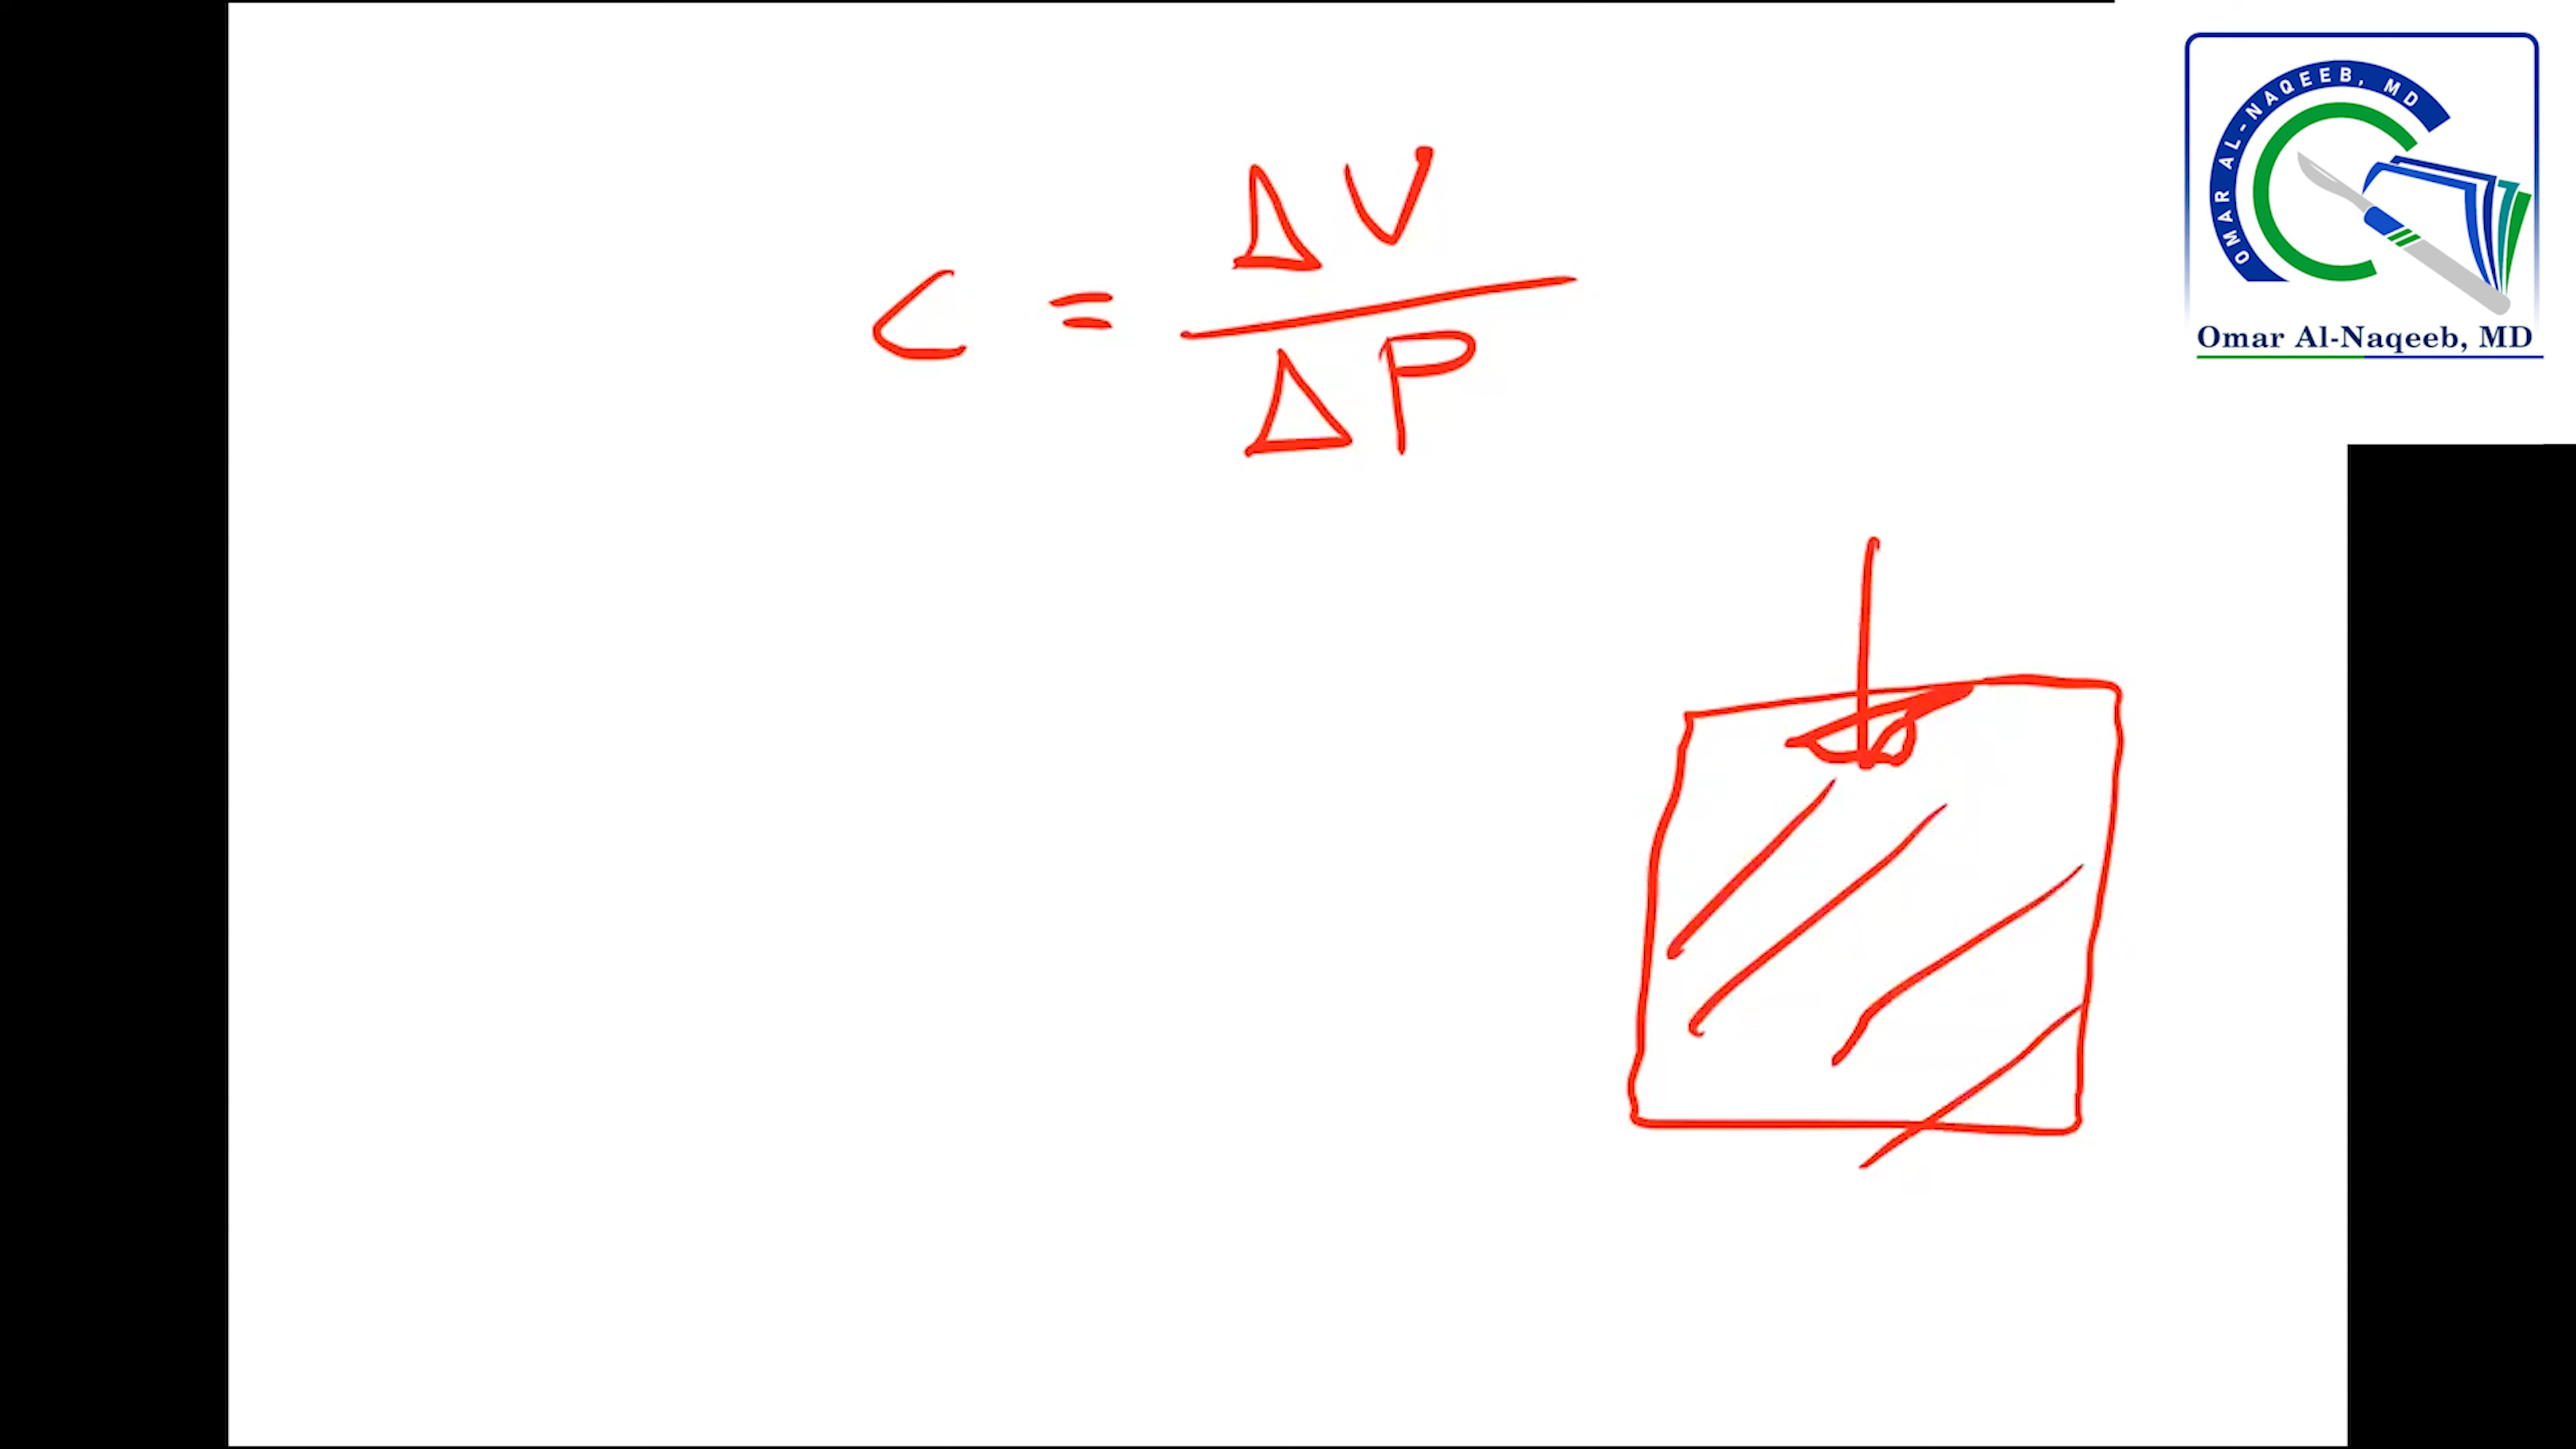 C = ΔV / ΔP
OMAR AL-NAQEEB, MD
Omar Al-Naqeeb, MD